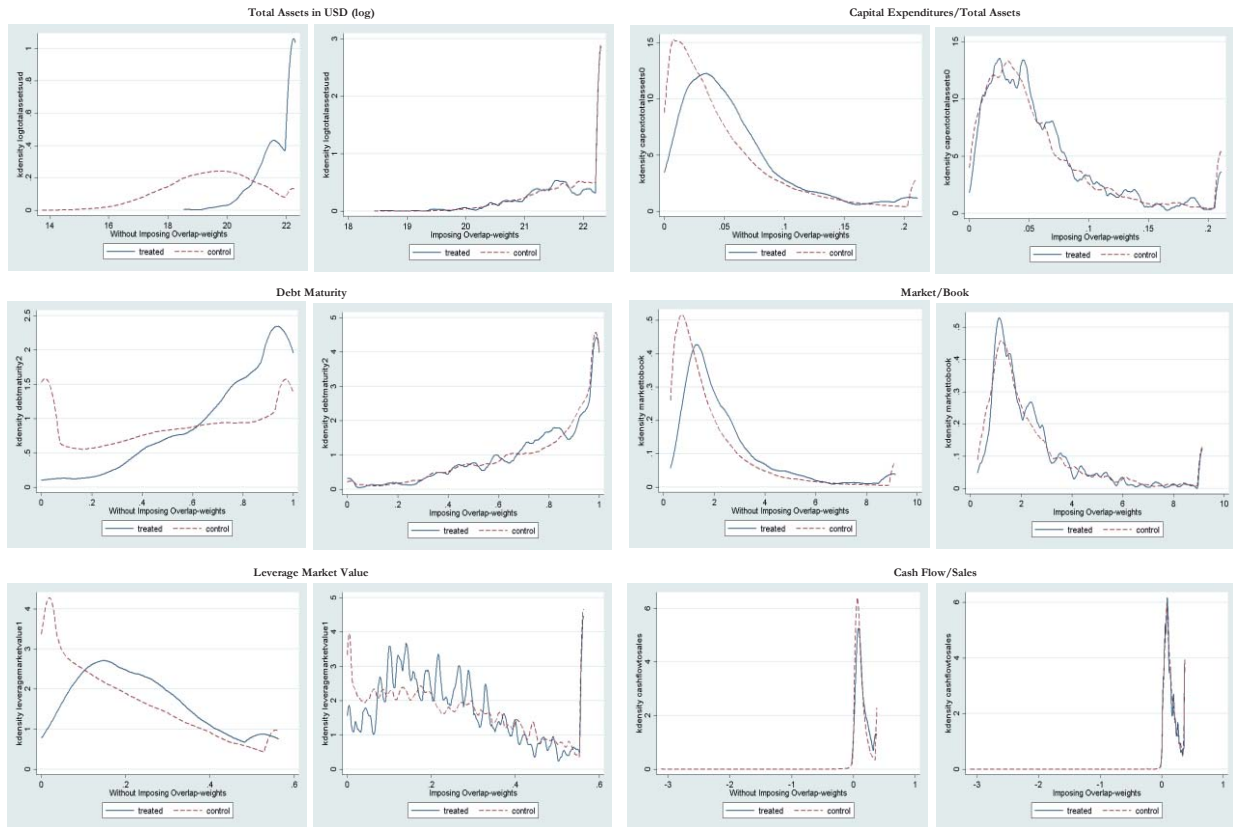 Total Assets in USD (log)
Capital Expenditures/Total Assets
kdensity logtotalassetsusd
0 .2 .4 .6 .8 1
14 16 18 20 22
Without Imposing Overlap-weights
treated control
kdensity logtotalassetsusd
0 1 2 3
18 19 20 21 22
Imposing Overlap-weights
treated control
kdensity capextototalassets0
0 5 10 15
0 .05 .1 .15 .2
Without Imposing Overlap-weights
treated control
kdensity capextototalassets0
0 5 10 15
0 .05 .1 .15 .2
Imposing Overlap-weights
treated control
Debt Maturity
Market/Book
kdensity debtmaturity2
0 .5 1 1.5 2 2.5
0 .2 .4 .6 .8 1
Without Imposing Overlap-weights
treated control
kdensity debtmaturity2
0 1 2 3 4 5
0 .2 .4 .6 .8 1
Imposing Overlap-weights
treated control
kdensity markettobook
0 .1 .2 .3 .4 .5
0 2 4 6 8 10
Without Imposing Overlap-weights
treated control
kdensity markettobook
0 .1 .2 .3 .4 .5
0 2 4 6 8 10
Imposing Overlap-weights
treated control
Leverage Market Value
Cash Flow/Sales
kdensity leveragemarketvalue1
0 1 2 3 4
0 .2 .4 .6
Without Imposing Overlap-weights
treated control
kdensity leveragemarketvalue1
0 1 2 3 4 5
0 .2 .4 .6
Imposing Overlap-weights
treated control
kdensity cashflowtosales
0 2 4 6
-3 -2 -1 0 1
Without Imposing Overlap-weights
treated control
kdensity cashflowtosales
0 2 4 6
-3 -2 -1 0 1
Imposing Overlap-weights
treated control